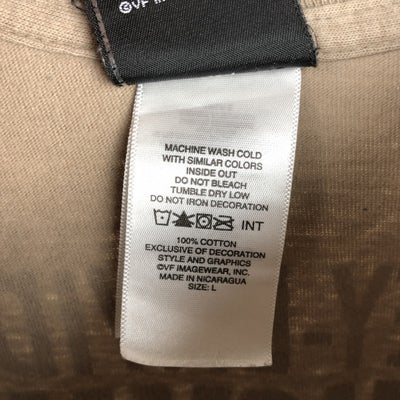 ©VF
MACHINE WASH COLD
WITH SIMILAR COLORS
INSIDE OUT
DO NOT BLEACH
TUMBLE DRY LOW
DO NOT IRON DECORATION
INT
100% COTTON
EXCLUSIVE OF DECORATION
STYLE AND GRAPHICS
©VF IMAGEWEAR, INC.
MADE IN NICARAGUA
SIZE: L